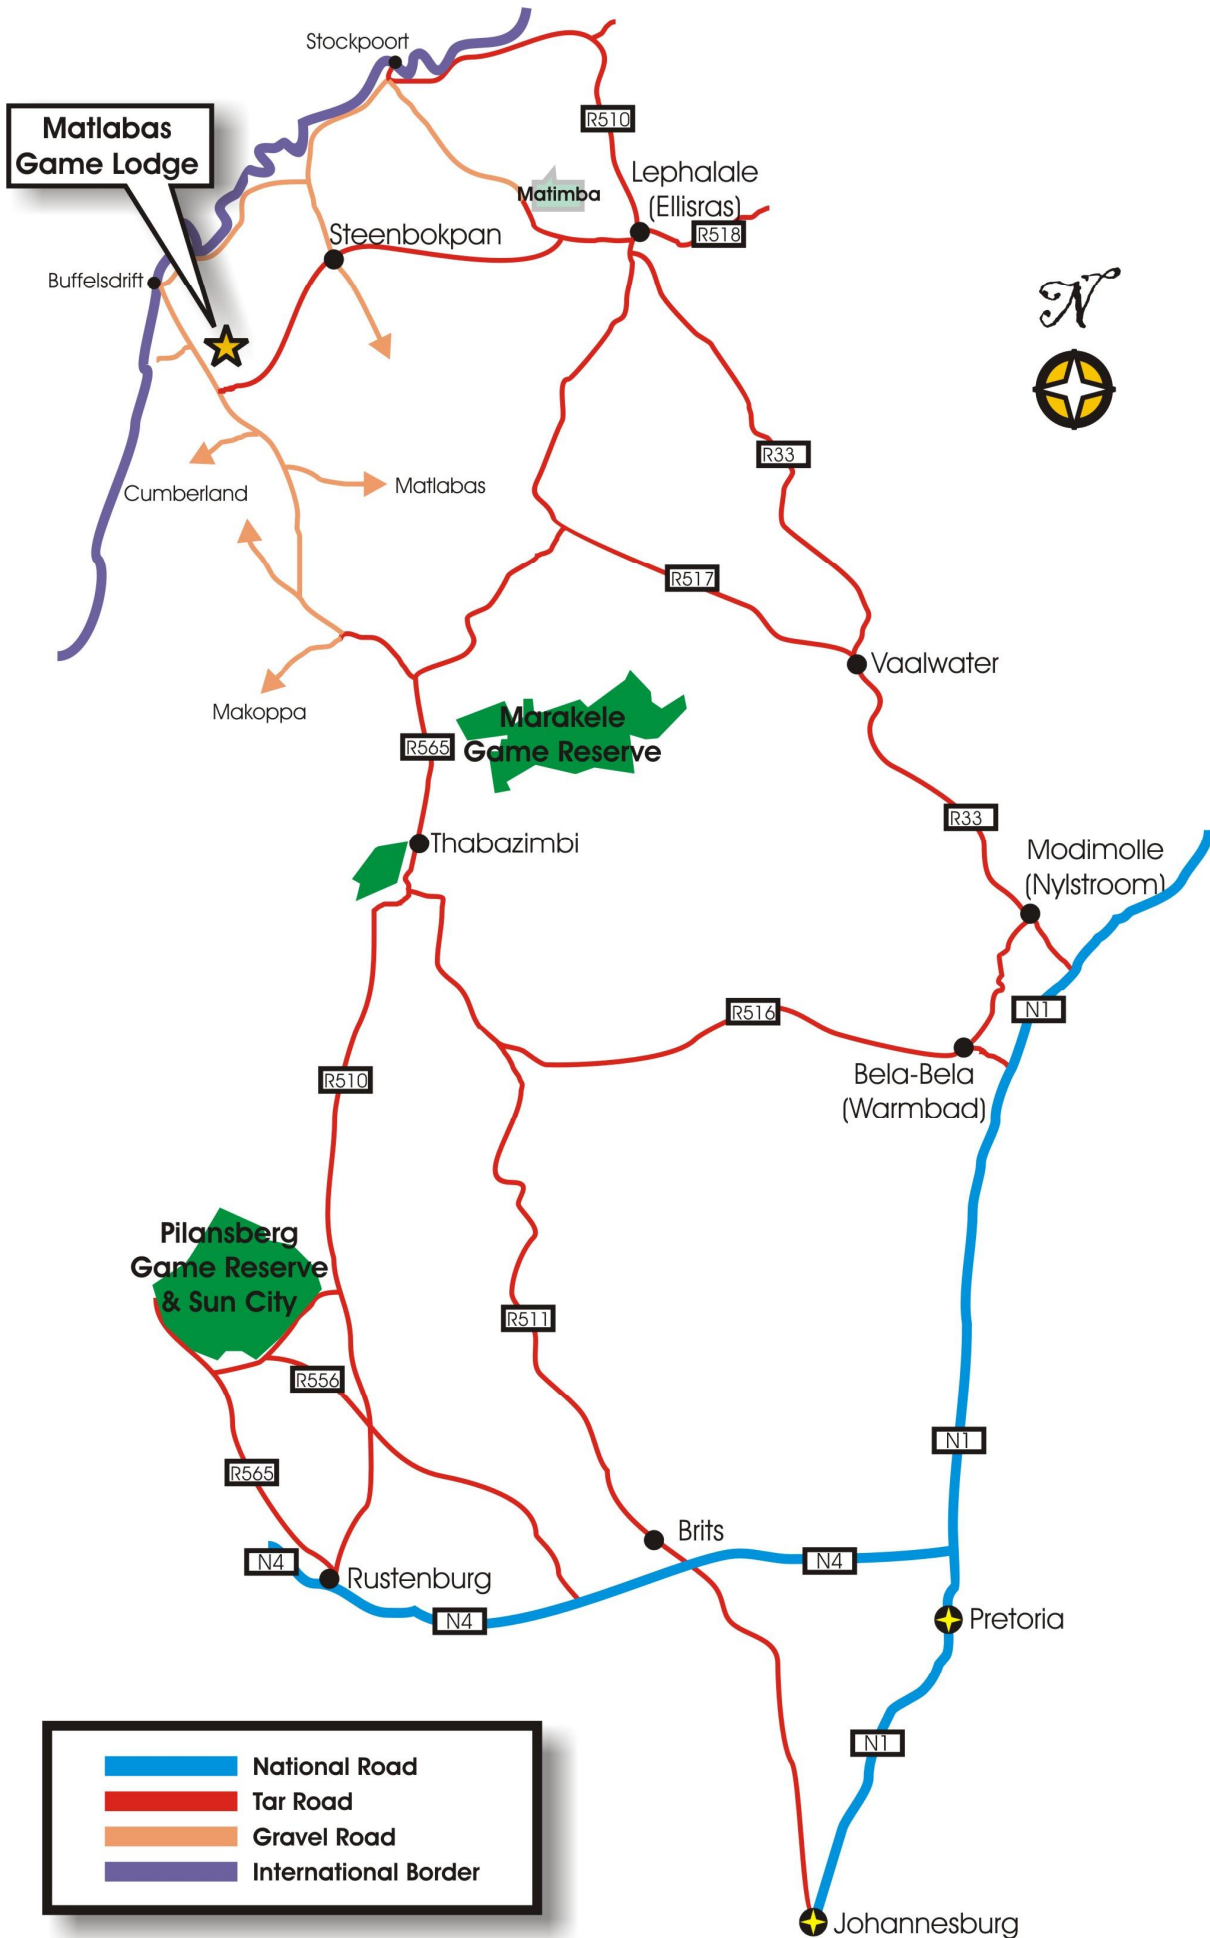 Stockpoort
Matlabas
Game Lodge
R510
Matimba
Lephalale
(Ellisras)
R518
Steenbokpan
Buffelsdrift
N
R33
Cumberland
Matlabas
R517
Vaalwater
Makoppa
Marakele
Game Reserve
R565
R33
Thabazimbi
Modimolle
(Nylstroom)
N1
R516
Bela-Bela
(Warmbad)
R510
Pilansberg
Game Reserve
& Sun City
R511
R556
N1
R565
Brits
N4
N4
Rustenburg
N4
Pretoria
N1
National Road
Tar Road
Gravel Road
International Border
Johannesburg